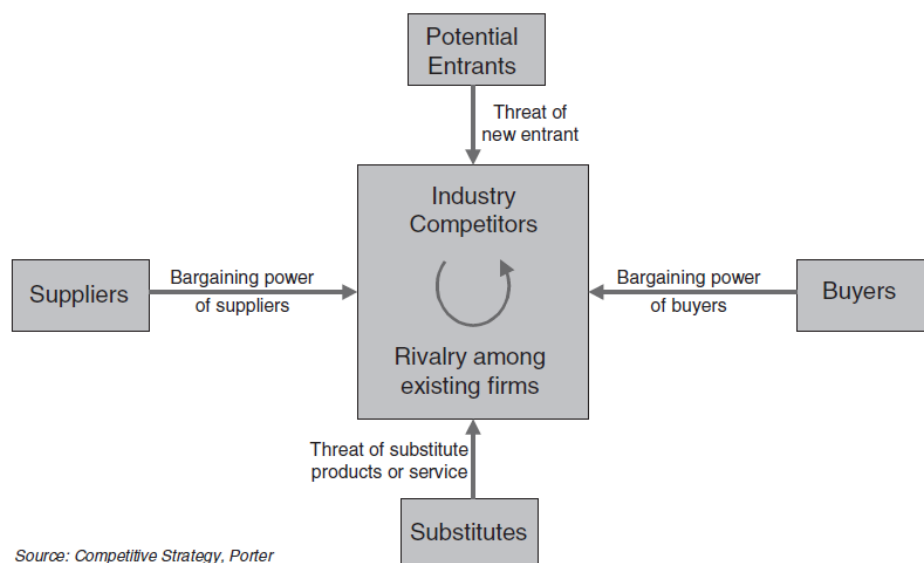 Potential
Entrants
Threat of
new entrant
Industry
Competitors
Suppliers
Bargaining power
of suppliers
Bargaining power
of buyers
Buyers
Rivalry among
existing firms
Threat of substitute
products or service
Substitutes
Source: Competitive Strategy, Porter